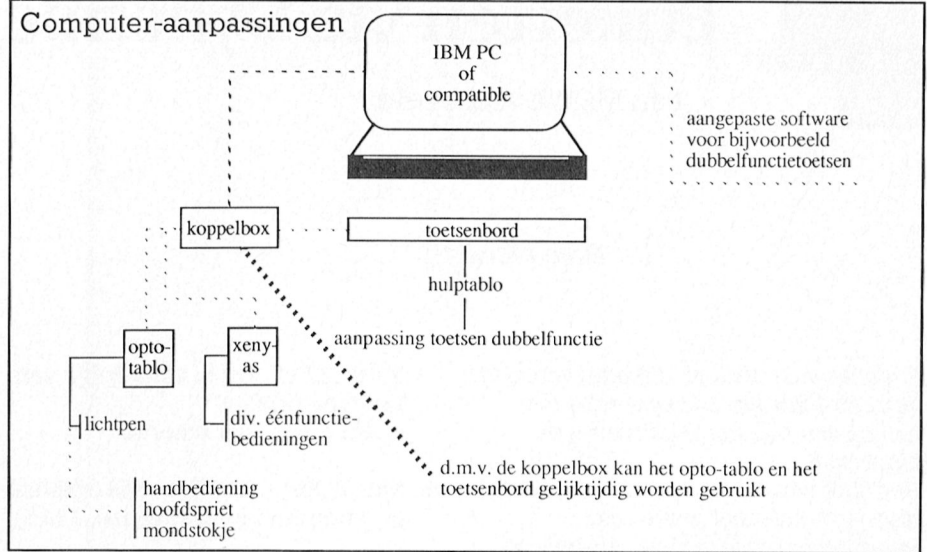 Computer-aanpassingen
IBM PC
of
compatible
aangepaste software
voor bijvoorbeeld
dubbelfunctietoetsen
koppelbox
toetsenbord
hulptablo
aanpassing toetsen dubbelfunctie
opto-
tablo
xeny-
as
lichtpen
div. éénfunctie-
bedieningen
d.m.v. de koppelbox kan het opto-tablo en het
toetsenbord gelijktijdig worden gebruikt
handbediening
hoofdspriet
mondstokje